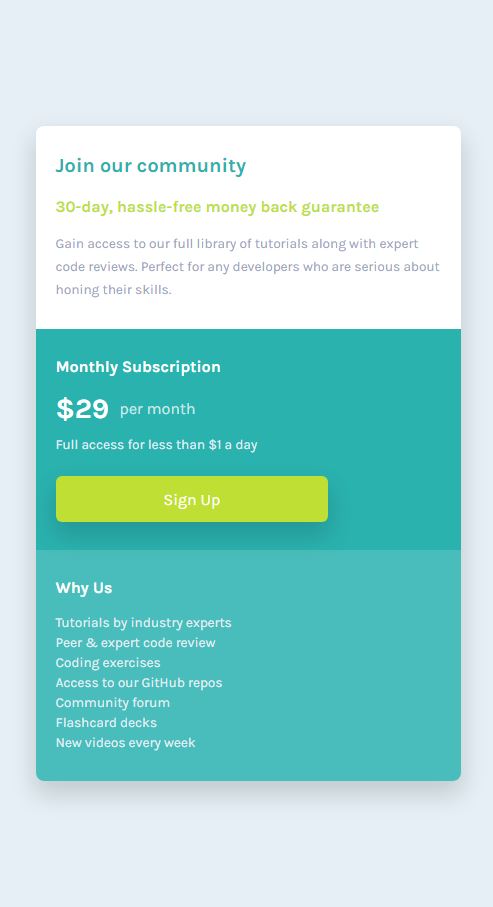 Join our community
30-day, hassle-free money back guarantee
Gain access to our full library of tutorials along with expert
code reviews. Perfect for any developers who are serious about
honing their skills.
Monthly Subscription
$29 per month
Full access for less than $1 a day
Sign Up
Why Us
Tutorials by industry experts
Peer & expert code review
Coding exercises
Access to our GitHub repos
Community forum
Flashcard decks
New videos every week